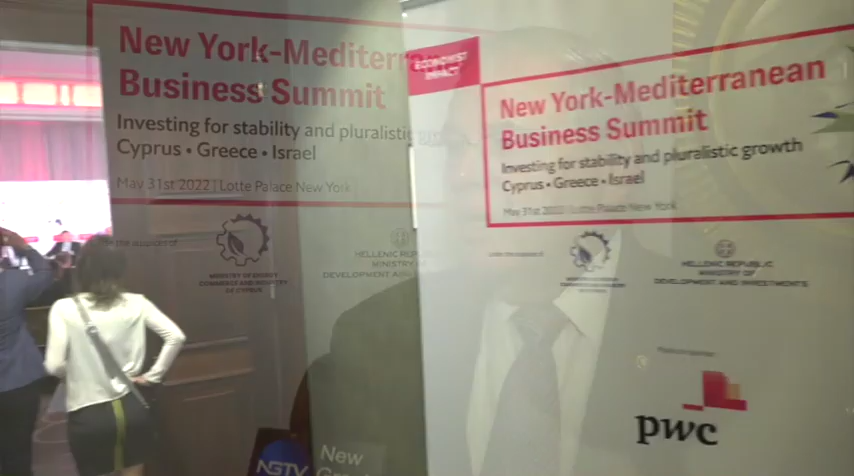 New York-Mediterr
Business Summit
Investing for stability and pluralistic
Cyprus • Greece • Israel
May 31st 2022 | Lotte Palace New York
MINISTRY OF ENERGY
COMMERCE AND INDUSTRY
OF CYPRUS
HELLENIC REPU
MINISTRY
DEVELOPMENT AND
ECONOMIST
IMPACT
New York-Mediterranean
Business Summit
Investing for stability and pluralistic growth
Cyprus • Greece • Israel
May 31st 2022 | Lotte Palace New York
HELLENIC REPUBLIC
MINISTRY OF
DEVELOPMENT AND INVESTMENTS
pwc
NGTV
New